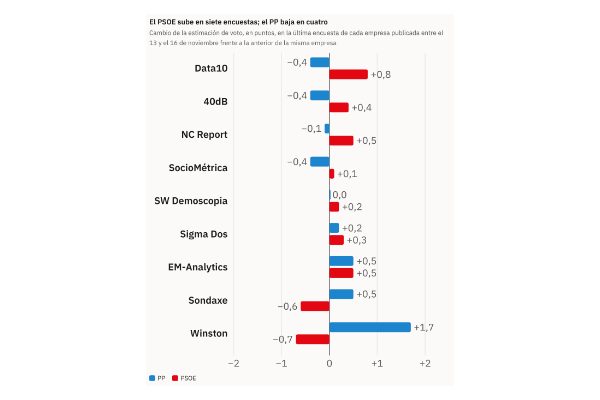 El PSOE sube en siete encuestas; el PP baja en cuatro
Cambio de la estimación de voto, en puntos, en la última encuesta de cada empresa publicada entre el
13 y el 16 de noviembre frente a la anterior de la misma empresa
Data10
−0,4
+0,8
40dB
−0,4
+0,4
NC Report
−0,1
+0,5
SocioMétrica
−0,4
+0,1
SW Demoscopia
0,0
+0,2
Sigma Dos
+0,2
+0,3
EM-Analytics
+0,5
+0,5
Sondaxe
+0,5
−0,6
Winston
+1,7
−0,7
−2 −1 0 +1 +2
PP PSOE